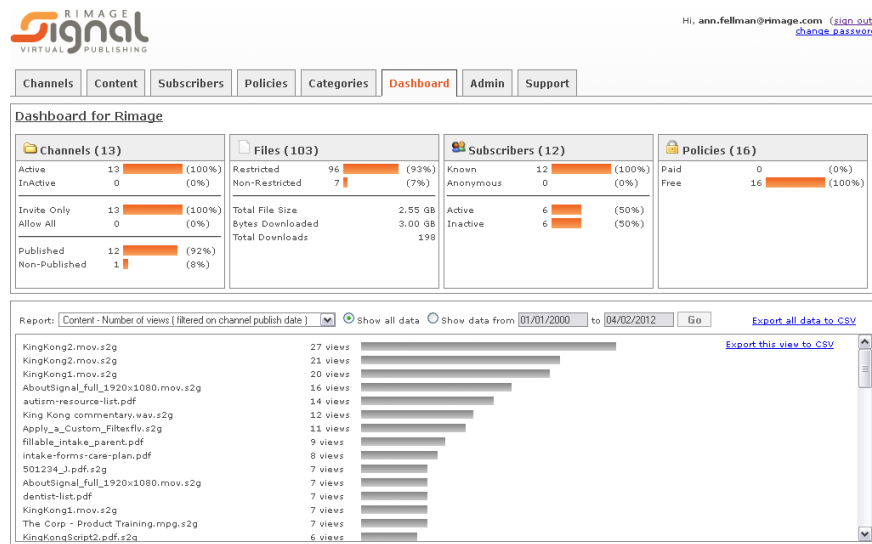 RIMAGE
Signal
VIRTUAL PUBLISHING
Hi, ann.fellman@rimage.com (sign out
change password
Channels Content Subscribers Policies Categories Dashboard Admin Support
Dashboard for Rimage
Channels (13)
Active 13 (100%)
InActive 0 (0%)
Invite Only 13 (100%)
Allow All 0 (0%)
Published 12 (92%)
Non-Published 1 (8%)
Files (103)
Restricted 96 (93%)
Non-Restricted 7 (7%)
Total File Size 2.55 GB
Bytes Downloaded 3.00 GB
Total Downloads 198
Subscribers (12)
Known 12 (100%)
Anonymous 0 (0%)
Active 6 (50%)
Inactive 6 (50%)
Policies (16)
Paid 0 (0%)
Free 16 (100%)
Report: Content - Number of views ( filtered on channel publish date ) Show all data Show data from 01/01/2000 to 04/02/2012 Go Export all data to CSV
Export this view to CSV
KingKong2.mov.s2g 27 views
KingKong2.mov.s2g 21 views
KingKong1.mov.s2g 20 views
AboutSignal_full_1920x1080.mov.s2g 16 views
autism-resource-list.pdf 14 views
King Kong commentary.wav.s2g 12 views
Apply_a_Custom_Filtexflv.s2g 11 views
fillable_intake_parent.pdf 9 views
intake-forms-care-plan.pdf 8 views
501234_J.pdf.s2g 7 views
AboutSignal_full_1920x1080.mov.s2g 7 views
dentist-list.pdf 7 views
KingKong1.mov.s2g 7 views
The Corp - Product Training.mpg.s2g 7 views
KingKongScript2.pdf.s2g 6 views